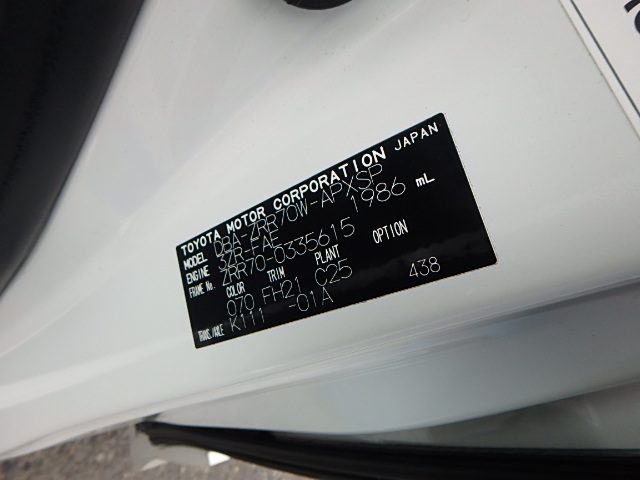 TOYOTA MOTOR CORPORATION JAPAN
MODEL DBA-ZRR70W-APXSP
ENGINE 3ZR-FAE 1986 mL
FRAME No. ZRR70-0335615
COLOR TRIM PLANT OPTION
070 FH21 C25 438
TRANS./AXLE K111 -01A